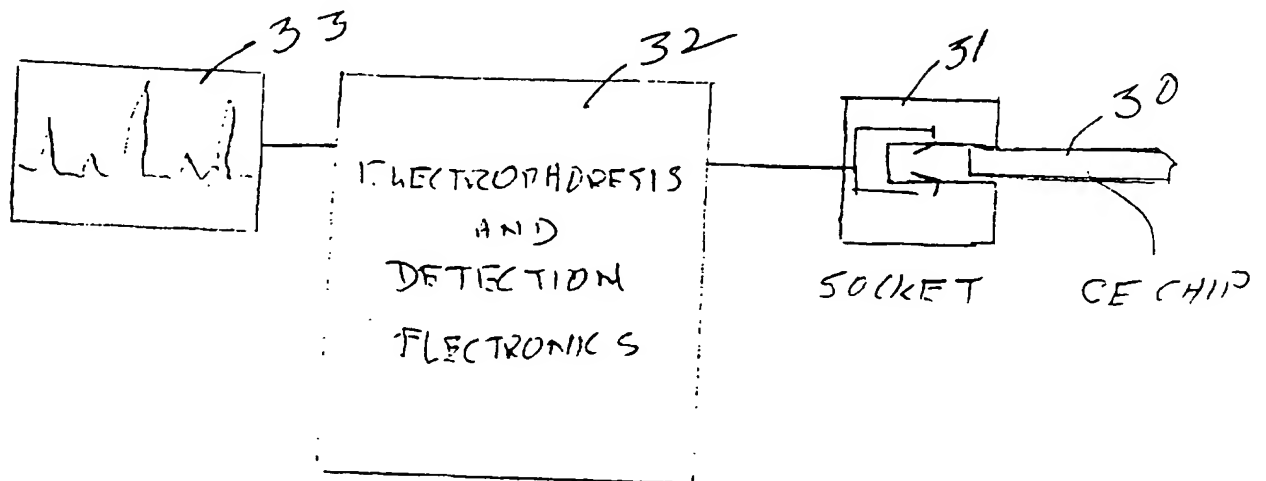 33
32
31
30
ELECTROPHORESIS
AND
DETECTION
ELECTRONICS
SOCKET
CE CHIP